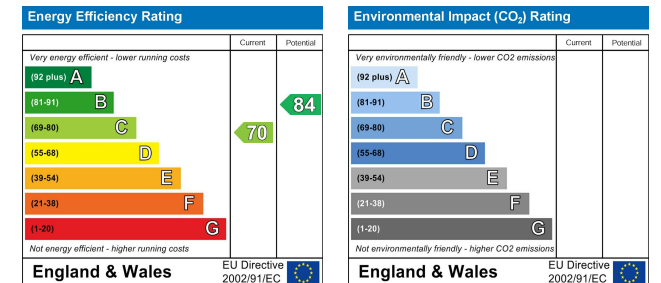 Energy Efficiency Rating
Current Potential
Very energy efficient - lower running costs
(92 plus) A
(81-91) B
84
(69-80) C
70
(55-68) D
(39-54) E
(21-38) F
(1-20) G
Not energy efficient - higher running costs
England & Wales
EU Directive
2002/91/EC
Environmental Impact (CO₂) Rating
Current Potential
Very environmentally friendly - lower CO2 emissions
(92 plus) A
(81-91) B
(69-80) C
(55-68) D
(39-54) E
(21-38) F
(1-20) G
Not environmentally friendly - higher CO2 emissions
England & Wales
EU Directive
2002/91/EC